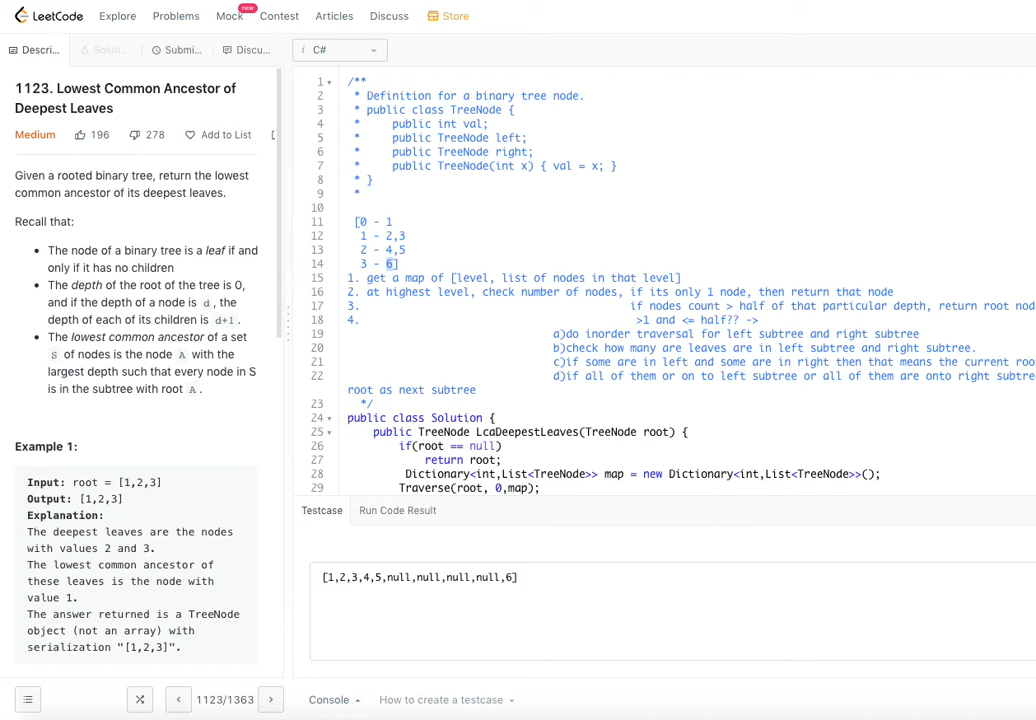 LeetCode Explore Problems Mock new Contest Articles Discuss Store
Descri... Soluti... Submi... Discu...
i C#
1123. Lowest Common Ancestor of
Deepest Leaves
Medium 196 278 Add to List
Given a rooted binary tree, return the lowest
common ancestor of its deepest leaves.
Recall that:
• The node of a binary tree is a leaf if and
only if it has no children
• The depth of the root of the tree is 0,
and if the depth of a node is d, the
depth of each of its children is d+1.
• The lowest common ancestor of a set
S of nodes is the node A with the
largest depth such that every node in S
is in the subtree with root A.
Example 1:
Input: root = [1,2,3]
Output: [1,2,3]
Explanation:
The deepest leaves are the nodes
with values 2 and 3.
The lowest common ancestor of
these leaves is the node with
value 1.
The answer returned is a TreeNode
object (not an array) with
serialization "[1,2,3]".
1123/1363
1 /**
2 * Definition for a binary tree node.
3 * public class TreeNode {
4 * public int val;
5 * public TreeNode left;
6 * public TreeNode right;
7 * public TreeNode(int x) { val = x; }
8 * }
9 *
10
11 [0 - 1
12 1 - 2,3
13 2 - 4,5
14 3 - 6]
15 1. get a map of [level, list of nodes in that level]
16 2. at highest level, check number of nodes, if its only 1 node, then return that node
17 3. if nodes count > half of that particular depth, return root nod
18 4. >1 and <= half?? ->
19 a)do inorder traversal for left subtree and right subtree
20 b)check how many are leaves are in left subtree and right subtree.
21 c)if some are in left and some are in right then that means the current roo
22 d)if all of them or on to left subtree or all of them are onto right subtre
root as next subtree
23 */
24 public class Solution {
25 public TreeNode LcaDeepestLeaves(TreeNode root) {
26 if(root == null)
27 return root;
28 Dictionary<int,List<TreeNode>> map = new Dictionary<int,List<TreeNode>>();
29 Traverse(root, 0,map);
Testcase Run Code Result
[1,2,3,4,5,null,null,null,null,6]
Console How to create a testcase